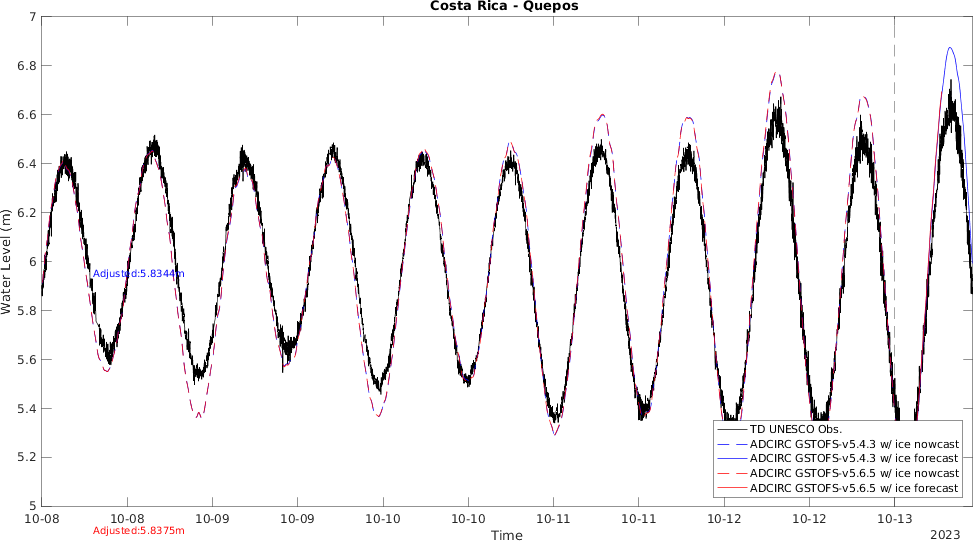 Costa Rica - Quepos
7
6.8
6.6
6.4
6.2
6
5.8
5.6
5.4
5.2
5
Water Level (m)
Adjusted:5.8344m
TD UNESCO Obs.
ADCIRC GSTOFS-v5.4.3 w/ ice nowcast
ADCIRC GSTOFS-v5.4.3 w/ ice forecast
ADCIRC GSTOFS-v5.6.5 w/ ice nowcast
ADCIRC GSTOFS-v5.6.5 w/ ice forecast
10-08 10-08 10-09 10-09 10-10 10-10 10-11 10-11 10-12 10-12 10-13
Adjusted:5.8375m
Time
2023